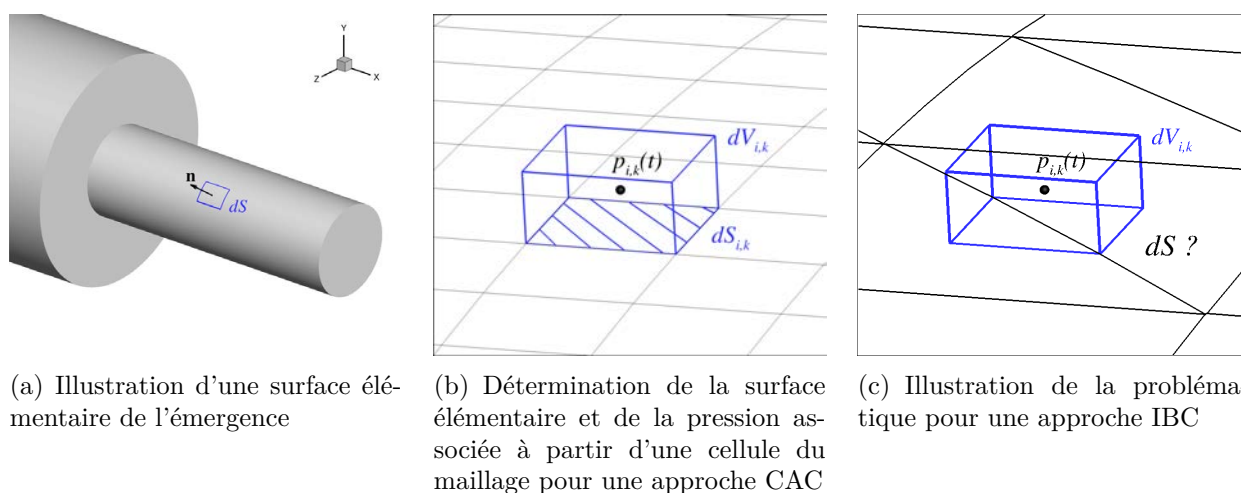 Y
Z
X
n
dS
dV_{i,k}
p_{i,k}(t)
dS_{i,k}
dV_{i,k}
p_{i,k}(t)
dS ?
(a) Illustration d'une surface élé-
mentaire de l'émergence
(b) Détermination de la surface
élémentaire et de la pression as-
sociée à partir d'une cellule du
maillage pour une approche CAC
(c) Illustration de la probléma-
tique pour une approche IBC